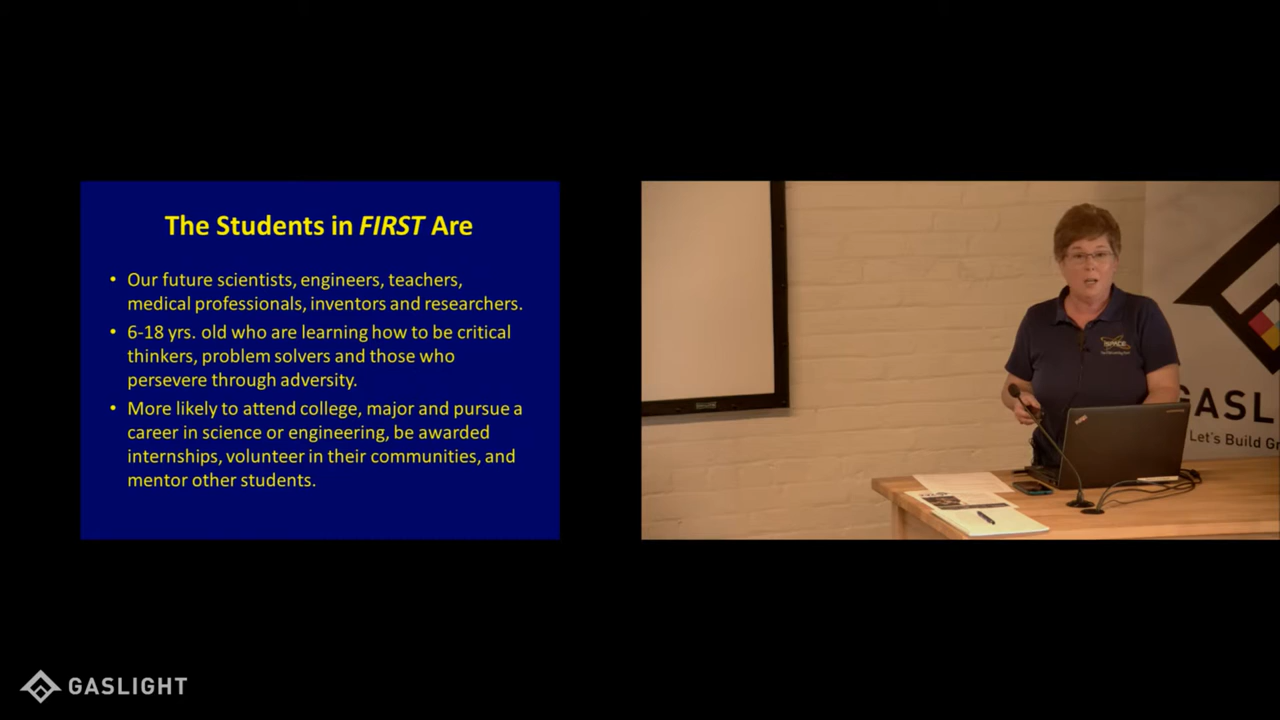 The Students in FIRST Are
• Our future scientists, engineers, teachers,
medical professionals, inventors and researchers.
• 6-18 yrs. old who are learning how to be critical
thinkers, problem solvers and those who
persevere through adversity.
• More likely to attend college, major and pursue a
career in science or engineering, be awarded
internships, volunteer in their communities, and
mentor other students.
iSPACE
GASL
Let's Build Gr
GASLIGHT